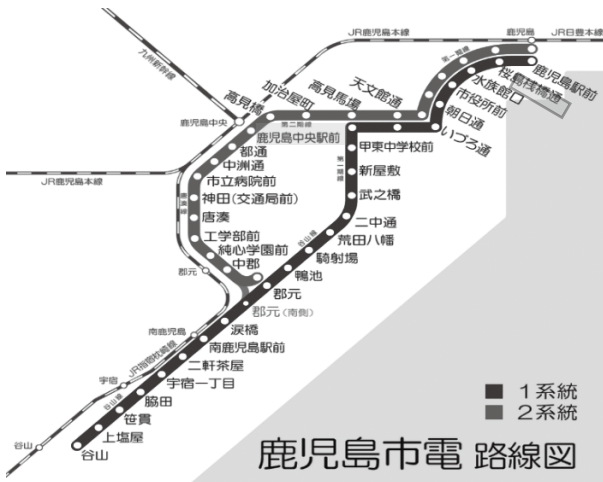 JR鹿児島本線
鹿児島
JR日豊本線
九州新幹線
鹿児島駅前
桜島桟橋通
水族館
市役所前
朝日通
いづろ通
天文館通
高見馬場
加治屋町
高見橋
第一期線
第二期線
鹿児島中央
鹿児島中央駅前
都通
中洲通
市立病院前
神田(交通局前)
唐湊
工学部前
純心学園前
中郡
郡元
JR鹿児島本線
甲東中学校前
新屋敷
武之橋
二中通
荒田八幡
騎射場
鴨池
郡元
郡元(南側)
谷山線
涙橋
南鹿児島駅前
二軒茶屋
宇宿一丁目
脇田
笹貫
上塩屋
谷山
南鹿児島
JR指宿枕崎線
宇宿
谷山線
谷山
1系統
2系統
鹿児島市電 路線図